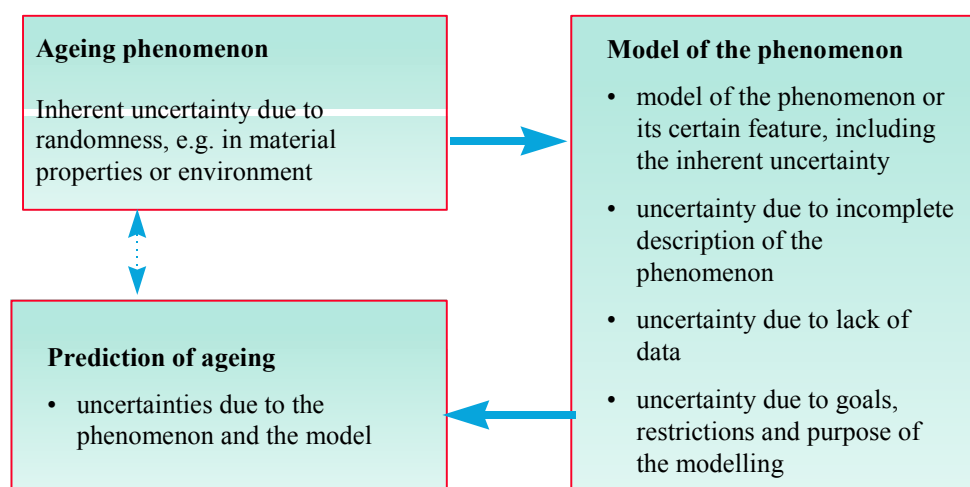 Ageing phenomenon
Inherent uncertainty due to
randomness, e.g. in material
properties or environment
Model of the phenomenon
• model of the phenomenon or
its certain feature, including
the inherent uncertainty
• uncertainty due to incomplete
description of the
phenomenon
• uncertainty due to lack of
data
• uncertainty due to goals,
restrictions and purpose of
the modelling
Prediction of ageing
• uncertainties due to the
phenomenon and the model